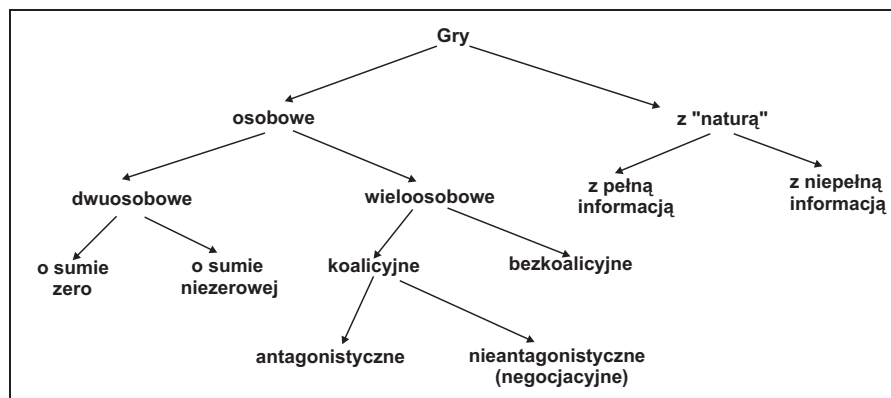 Gry
osobowe
z "naturą"
dwuosobowe
wieloosobowe
z pełną
informacją
z niepełną
informacją
o sumie
zero
o sumie
niezerowej
koalicyjne
bezkoalicyjne
antagonistyczne
nieantagonistyczne
(negocjacyjne)